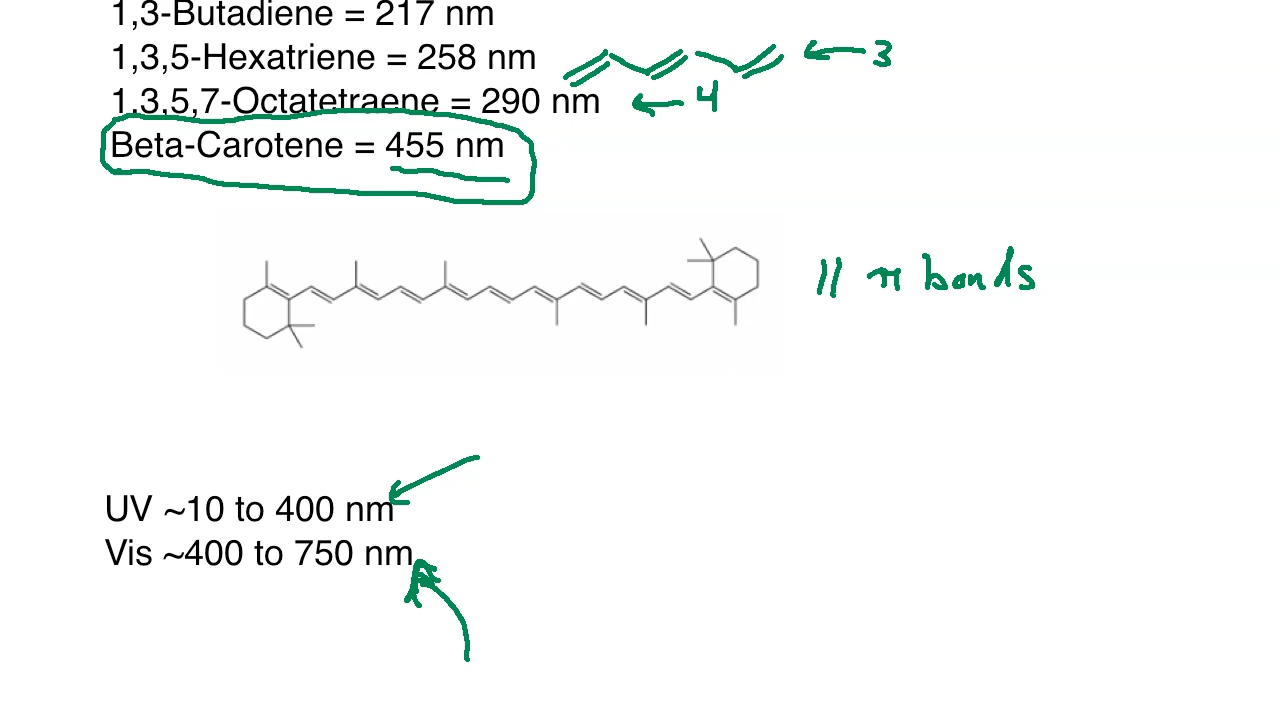 1,3-Butadiene = 217 nm
1,3,5-Hexatriene = 258 nm ← 3
1,3,5,7-Octatetraene = 290 nm ← 4
Beta-Carotene = 455 nm
11 π bonds
UV ~10 to 400 nm
Vis ~400 to 750 nm